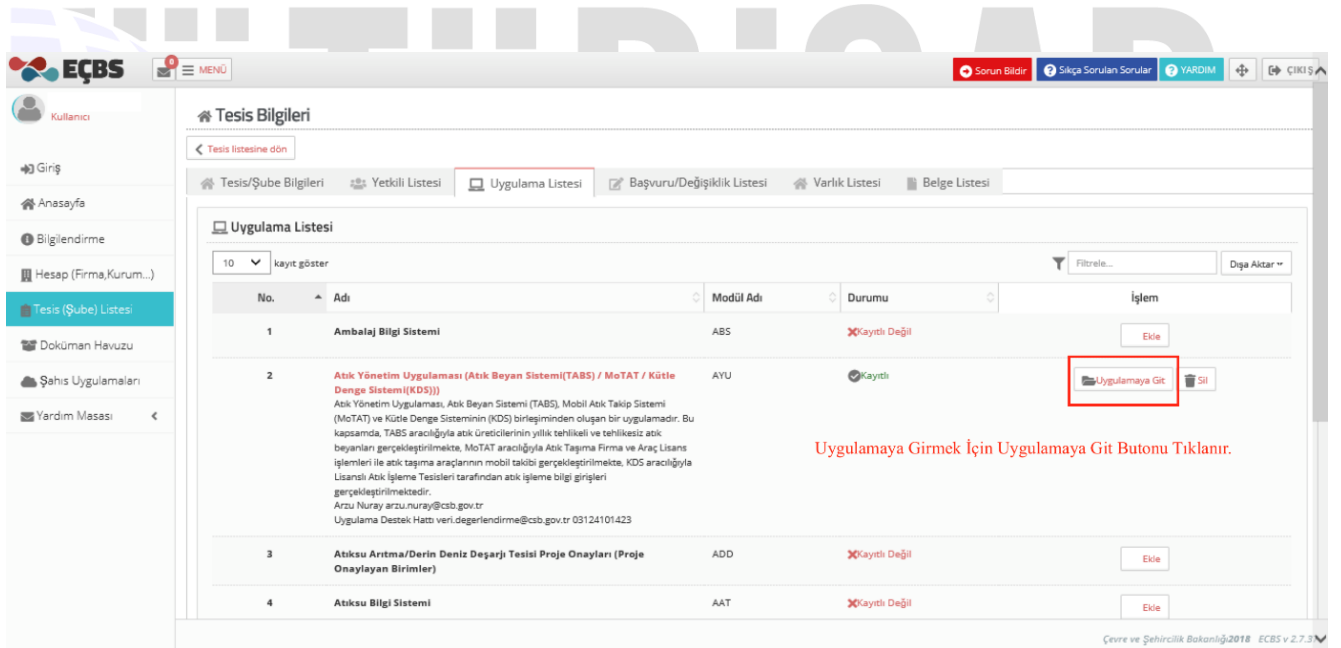 EÇBS
0
MENÜ
Sorun Bildir
Sıkça Sorulan Sorular
YARDIM
ÇIKIŞ
Kullanıcı
Giriş
Anasayfa
Bilgilendirme
Hesap (Firma,Kurum...)
Tesis (Şube) Listesi
Doküman Havuzu
Şahıs Uygulamaları
Yardım Masası
Tesis Bilgileri
Tesis listesine dön
Tesis/Şube Bilgileri Yetkili Listesi Uygulama Listesi Başvuru/Değişiklik Listesi Varlık Listesi Belge Listesi
Uygulama Listesi
10 kayıt göster Filtrele... Dışa Aktar
No. Adı Modül Adı Durumu İşlem
1 Ambalaj Bilgi Sistemi ABS Kayıtlı Değil Ekle
2 Atık Yönetim Uygulaması (Atık Beyan Sistemi(TABS) / MoTAT / Kütle AYU Kayıtlı Uygulamaya Git Sil
Denge Sistemi(KDS)))
Atık Yönetim Uygulaması, Atık Beyan Sistemi (TABS), Mobil Atık Takip Sistemi
(MoTAT) ve Kütle Denge Sisteminin (KDS) birleşiminden oluşan bir uygulamadır. Bu
kapsamda, TABS aracılığıyla atık üreticilerinin yıllık tehlikeli ve tehlikesiz atık
beyanları gerçekleştirilmekte, MoTAT aracılığıyla Atık Taşıma Firma ve Araç Lisans
işlemleri ile atık taşıma araçlarının mobil takibi gerçekleştirilmekte, KDS aracılığıyla
Lisanslı Atık İşleme Tesisleri tarafından atık işleme bilgi girişleri
gerçekleştirilmektedir.
Arzu Nuray arzu.nuray@csb.gov.tr
Uygulama Destek Hattı veri.degerlendirme@csb.gov.tr 03124101423
Uygulamaya Girmek İçin Uygulamaya Git Butonu Tıklanır.
3 Atıksu Arıtma/Derin Deniz Deşarjı Tesisi Proje Onayları (Proje ADD Kayıtlı Değil Ekle
Onaylayan Birimler)
4 Atıksu Bilgi Sistemi AAT Kayıtlı Değil Ekle
Çevre ve Şehircilik Bakanlığı2018 ECBS v 2.7.3